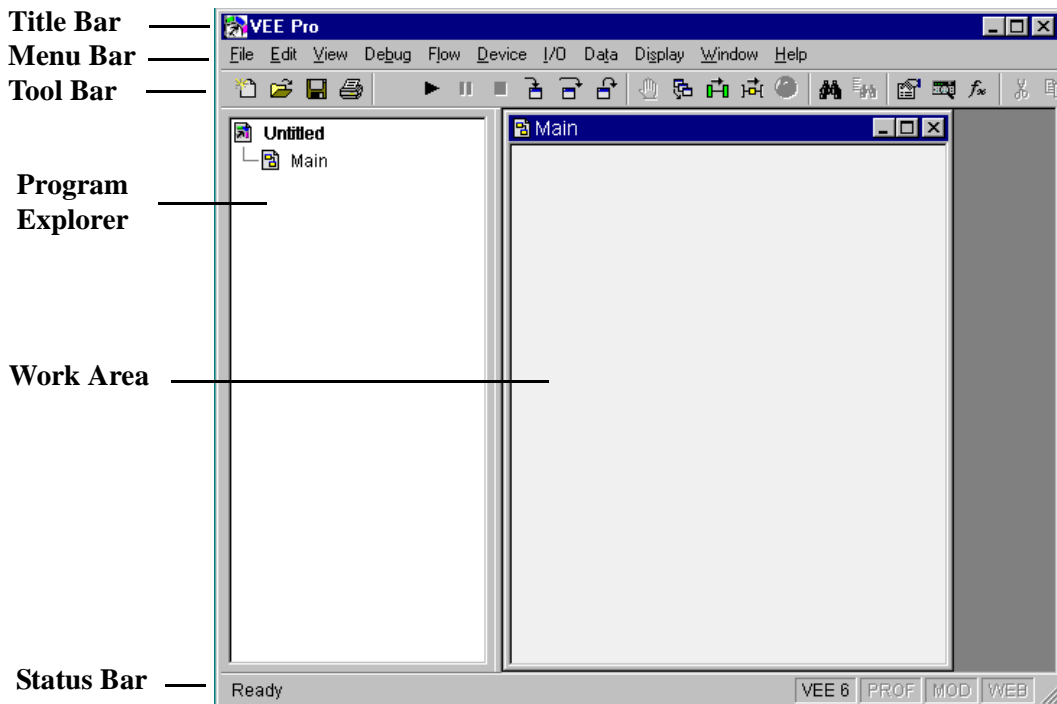 Title Bar
VEE Pro
Menu Bar
File Edit View Debug Flow Device I/O Data Display Window Help
Tool Bar
Untitled
Main
Main
Program
Explorer
Work Area
Status Bar
Ready
VEE 6 PROF MOD WEB